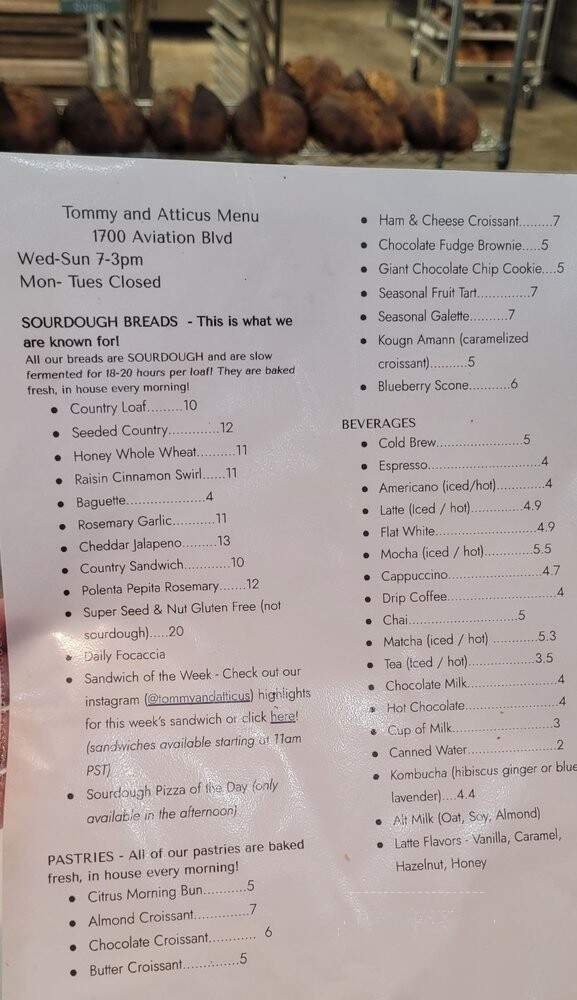 Tommy and Atticus Menu
1700 Aviation Blvd
Wed-Sun 7-3pm
Mon- Tues Closed
SOURDOUGH BREADS - This is what we
are known for!
All our breads are SOURDOUGH and are slow
fermented for 18-20 hours per loaf! They are baked
fresh, in house every morning!
• Country Loaf.........10
• Seeded Country.............12
• Honey Whole Wheat..........11
• Raisin Cinnamon Swirl......11
• Baguette....................4
• Rosemary Garlic...........11
• Cheddar Jalapeno.........13
• Country Sandwich...........10
• Polenta Pepita Rosemary.......12
• Super Seed & Nut Gluten Free (not
sourdough).....20
• Daily Focaccia
• Sandwich of the Week - Check out our
instagram (@tommyandatticus) highlights
for this week's sandwich or click here!
(sandwiches available starting at 11am
PST)
• Sourdough Pizza of the Day (only
available in the afternoon)
PASTRIES - All of our pastries are baked
fresh, in house every morning!
• Citrus Morning Bun...........5
• Almond Croissant.............7
• Chocolate Croissant............ 6
• Butter Croissant..............5
• Ham & Cheese Croissant.........7
• Chocolate Fudge Brownie.....5
• Giant Chocolate Chip Cookie....5
• Seasonal Fruit Tart.............7
• Seasonal Galette.........7
• Kougn Amann (caramelized
croissant).........5
• Blueberry Scone..........6
BEVERAGES
• Cold Brew.......................5
• Espresso..............................4
• Americano (iced/hot).............4
• Latte (Iced / hot)..............4.9
• Flat White...........................4.9
• Mocha (iced / hot).............5.5
• Cappuccino.........................4.7
• Drip Coffee...............................4
• Chai.............................5
• Matcha (iced / hot) .............5.3
• Tea (Iced / hot)..................3.5
• Chocolate Milk.......................4
• Hot Chocolate........................4
• Cup of Milk...........................3
• Canned Water........................2
• Kombucha (hibiscus ginger or blue
lavender)....4.4
• Alt Milk (Oat, Soy, Almond)
• Latte Flavors - Vanilla, Caramel,
Hazelnut, Honey